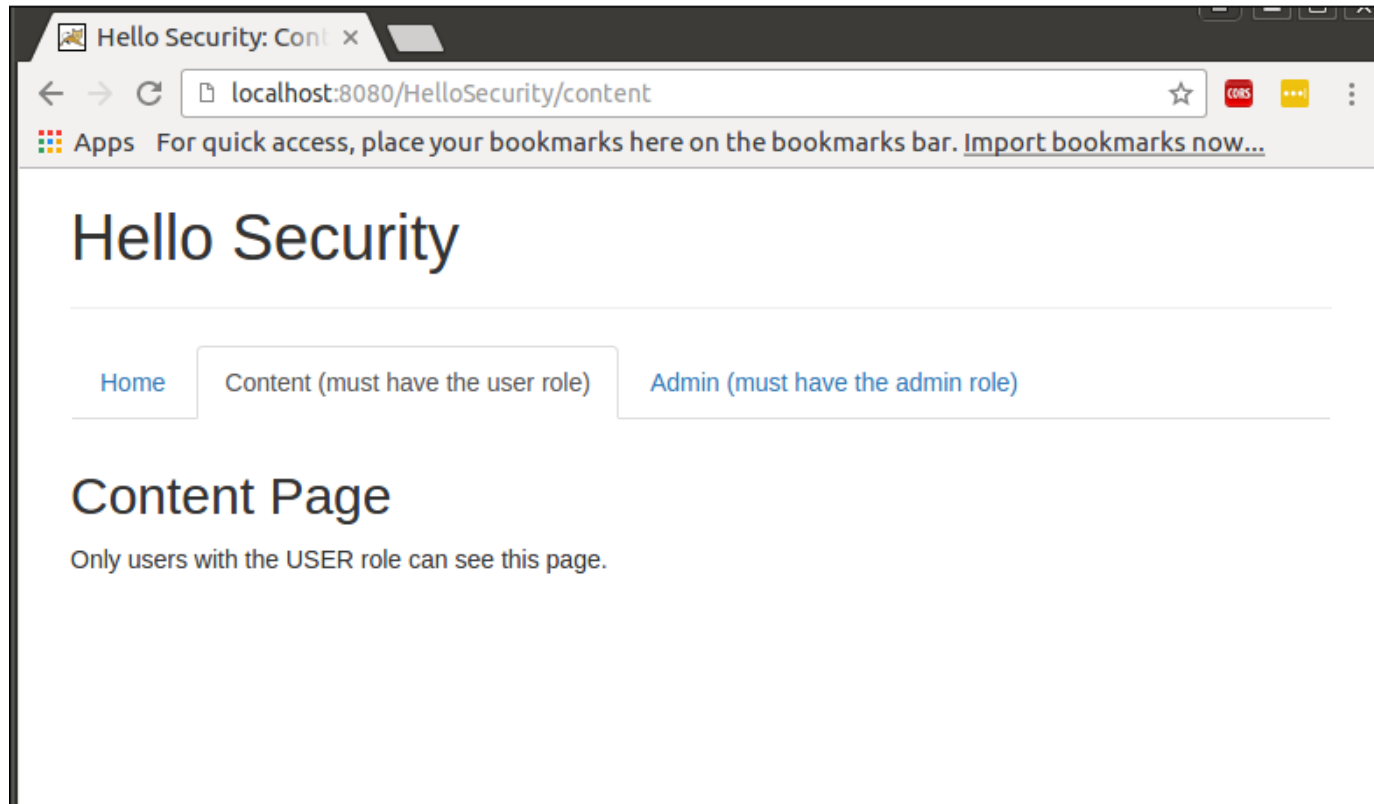 Hello Security: Cont
localhost:8080/HelloSecurity/content
CORS
Apps For quick access, place your bookmarks here on the bookmarks bar. Import bookmarks now...
Hello Security
Home Content (must have the user role) Admin (must have the admin role)
Content Page
Only users with the USER role can see this page.